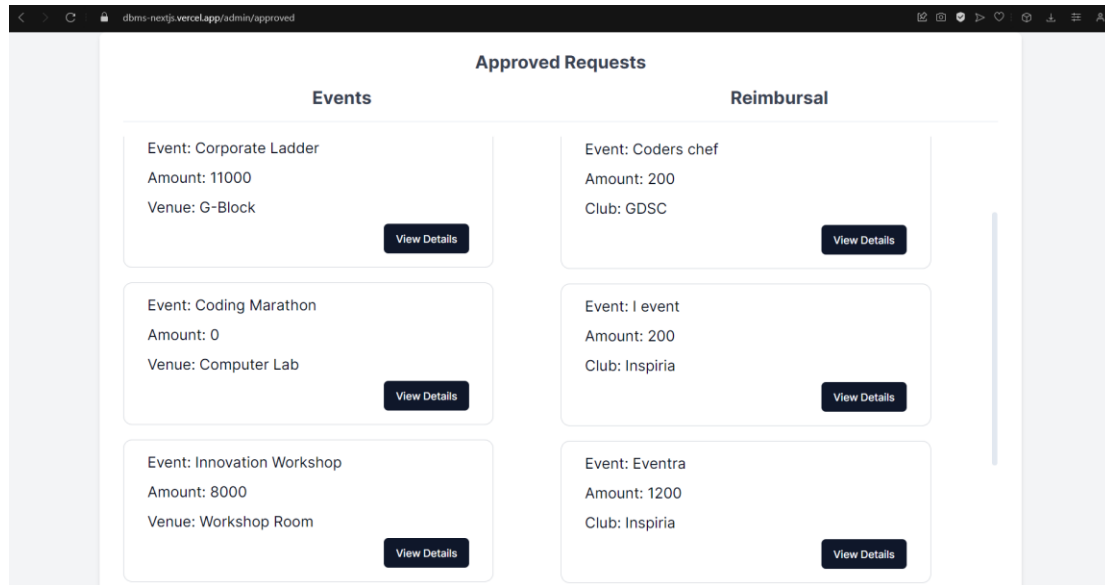 dbms-nextjs.vercel.app/admin/approved
Approved Requests
Events
Reimbursal
Event: Corporate Ladder
Amount: 11000
Venue: G-Block
View Details
Event: Coding Marathon
Amount: 0
Venue: Computer Lab
View Details
Event: Innovation Workshop
Amount: 8000
Venue: Workshop Room
View Details
Event: Coders chef
Amount: 200
Club: GDSC
View Details
Event: I event
Amount: 200
Club: Inspiria
View Details
Event: Eventra
Amount: 1200
Club: Inspiria
View Details